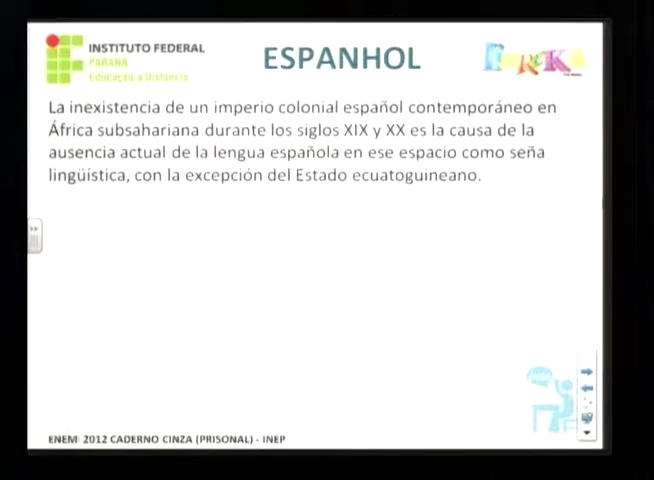 INSTITUTO FEDERAL
PARANÁ
Educação a Distância
ESPANHOL
EUREKA
La inexistencia de un imperio colonial español contemporáneo en
África subsahariana durante los siglos XIX y XX es la causa de la
ausencia actual de la lengua española en ese espacio como seña
lingüística, con la excepción del Estado ecuatoguineano.
ENEM 2012 CADERNO CINZA (PRISONAL) - INEP